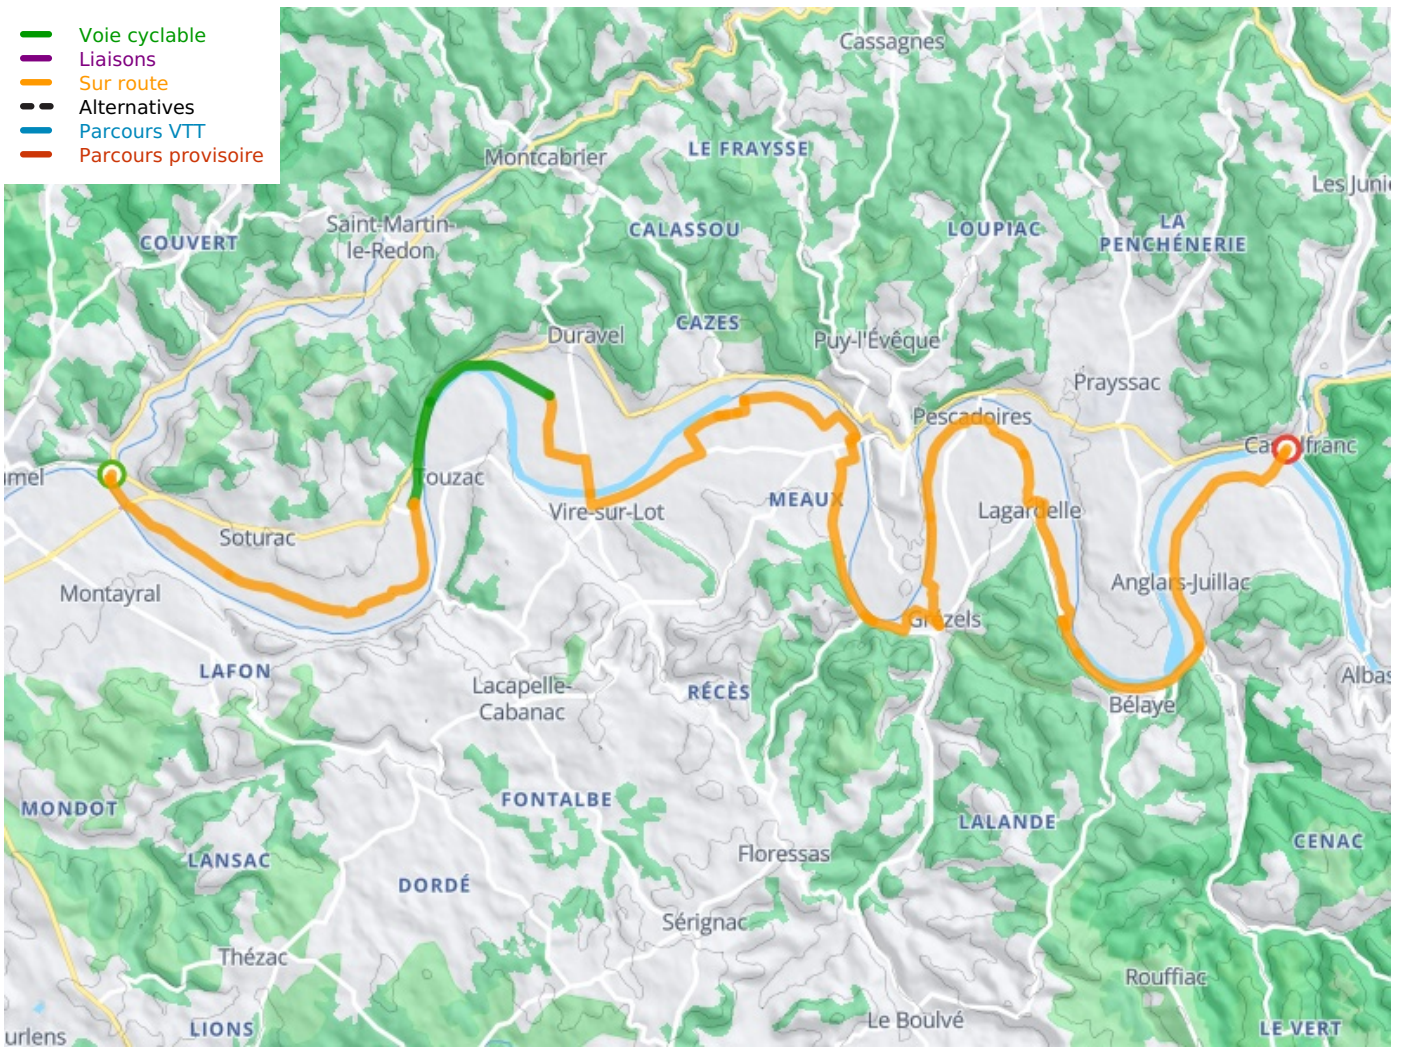 Voie cyclable
Liaisons
Sur route
Alternatives
Parcours VTT
Parcours provisoire
Cassagnes
LE FRAYSSE
Montcabrier
Les Junie
Saint-Martin-
le-Redon
COUVERT
CALASSOU
LOUPIAC
LA
PENCHÉNERIE
CAZES
Duravel
Puy-l'Évêque
Prayssac
Pescadoires
Touzac
MEAUX
Vire-sur-Lot
Lagardelle
Soturac
Anglars-Juillac
Montayral
Grézels
LAFON
Lacapelle-
Cabanac
RÉCÈS
Albas
Bélaye
MONDOT
FONTALBE
LALANDE
CENAC
LANSAC
Floressas
DORDÉ
Sérignac
Thézac
Rouffiac
LIONS
Le Boulvé
LE VERT
urlens